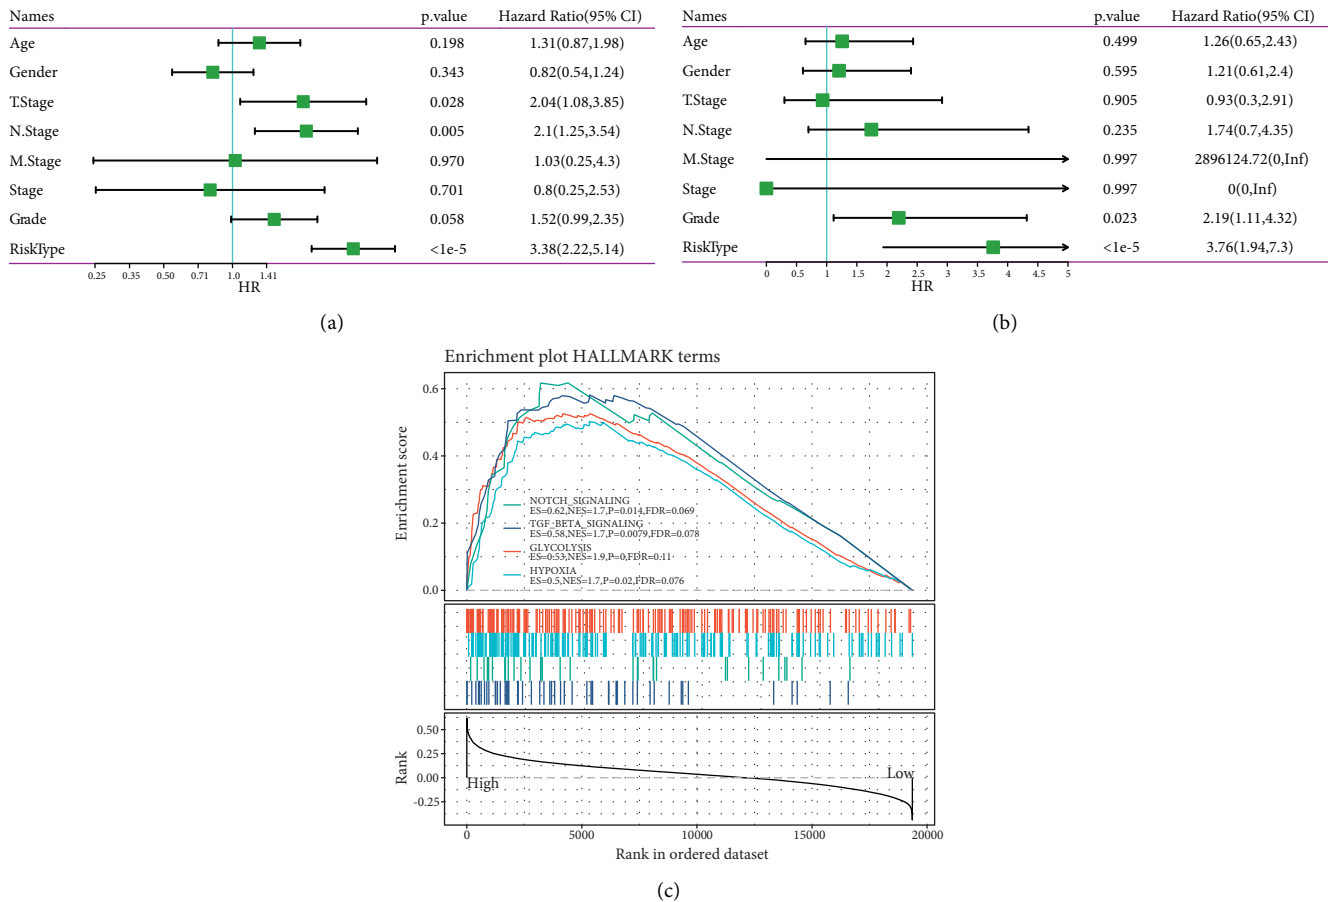 Names p.value Hazard Ratio(95% CI)
Age 0.198 1.31(0.87,1.98)
Gender 0.343 0.82(0.54,1.24)
T.Stage 0.028 2.04(1.08,3.85)
N.Stage 0.005 2.1(1.25,3.54)
M.Stage 0.970 1.03(0.25,4.3)
Stage 0.701 0.8(0.25,2.53)
Grade 0.058 1.52(0.99,2.35)
RiskType <1e-5 3.38(2.22,5.14)
0.25 0.35 0.50 0.71 1.0 1.41
HR
(a)
Names p.value Hazard Ratio(95% CI)
Age 0.499 1.26(0.65,2.43)
Gender 0.595 1.21(0.61,2.4)
T.Stage 0.905 0.93(0.3,2.91)
N.Stage 0.235 1.74(0.7,4.35)
M.Stage 0.997 2896124.72(0,Inf)
Stage 0.997 0(0,Inf)
Grade 0.023 2.19(1.11,4.32)
RiskType <1e-5 3.76(1.94,7.3)
0 0.5 1 1.5 2 2.5 3 3.5 4 4.5 5
HR
(b)
Enrichment plot HALLMARK terms
Enrichment score
0.6
0.4
0.2
0.0
NOTCH_SIGNALING
ES=0.62,NES=1.7,P=0.014,FDR=0.069
TGF_BETA_SIGNALING
ES=0.58,NES=1.7,P=0.0079,FDR=0.078
GLYCOLYSIS
ES=0.53,NES=1.9,P=0,FDR=0.11
HYPOXIA
ES=0.5,NES=1.7,P=0.02,FDR=0.076
Rank
0.50
0.25
0.00
-0.25
High
Low
0 5000 10000 15000 20000
Rank in ordered dataset
(c)